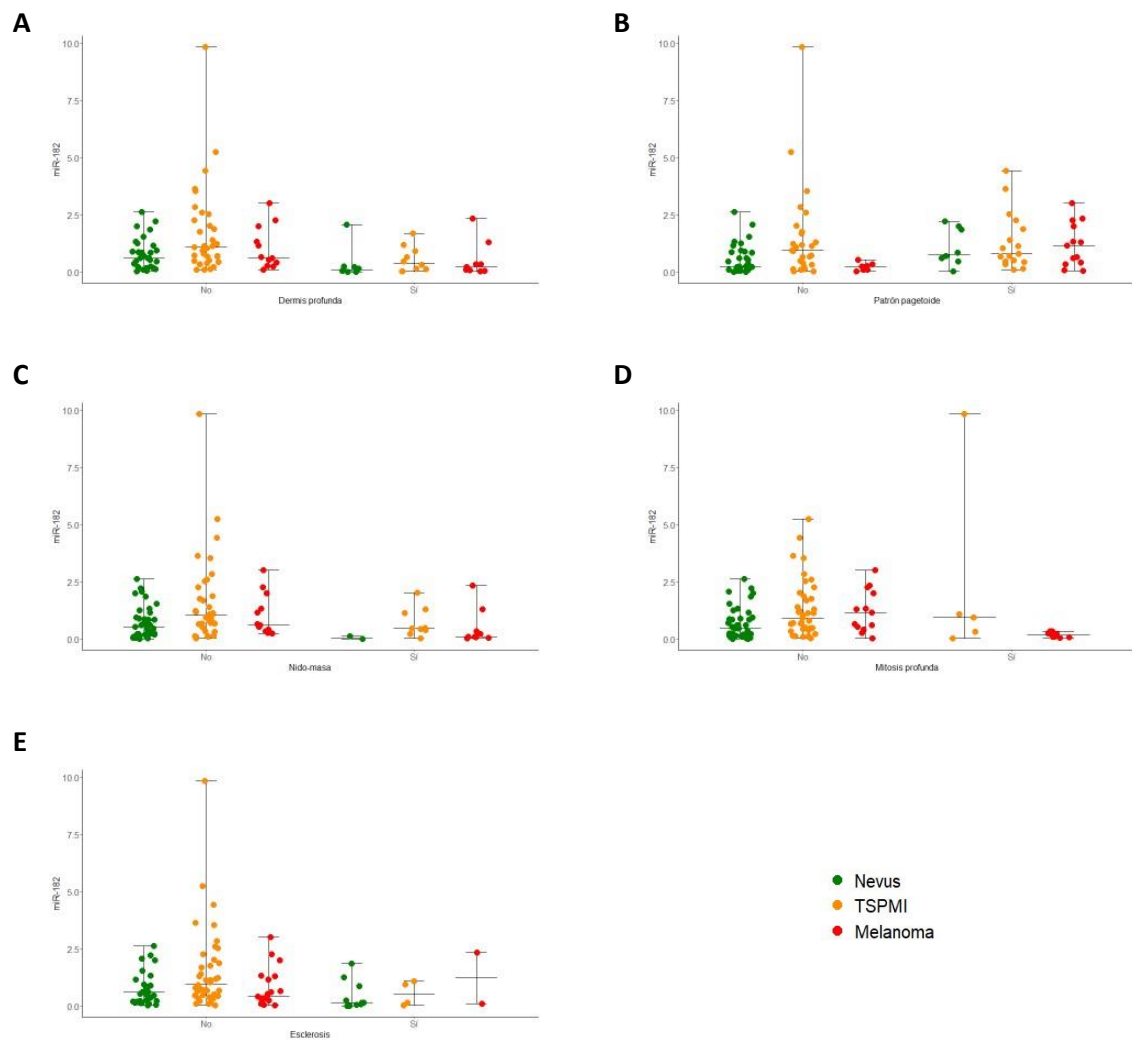 A
10.0
7.5
5.0
2.5
0.0
miR-182
No
Sí
Dermis profunda
B
10.0
7.5
5.0
2.5
0.0
miR-182
No
Sí
Patrón pagetoide
C
10.0
7.5
5.0
2.5
0.0
miR-182
No
Sí
Nido-masa
D
10.0
7.5
5.0
2.5
0.0
miR-182
No
Sí
Mitosis profunda
E
10.0
7.5
5.0
2.5
0.0
miR-182
No
Sí
Esclerosis
Nevus
TSPMI
Melanoma